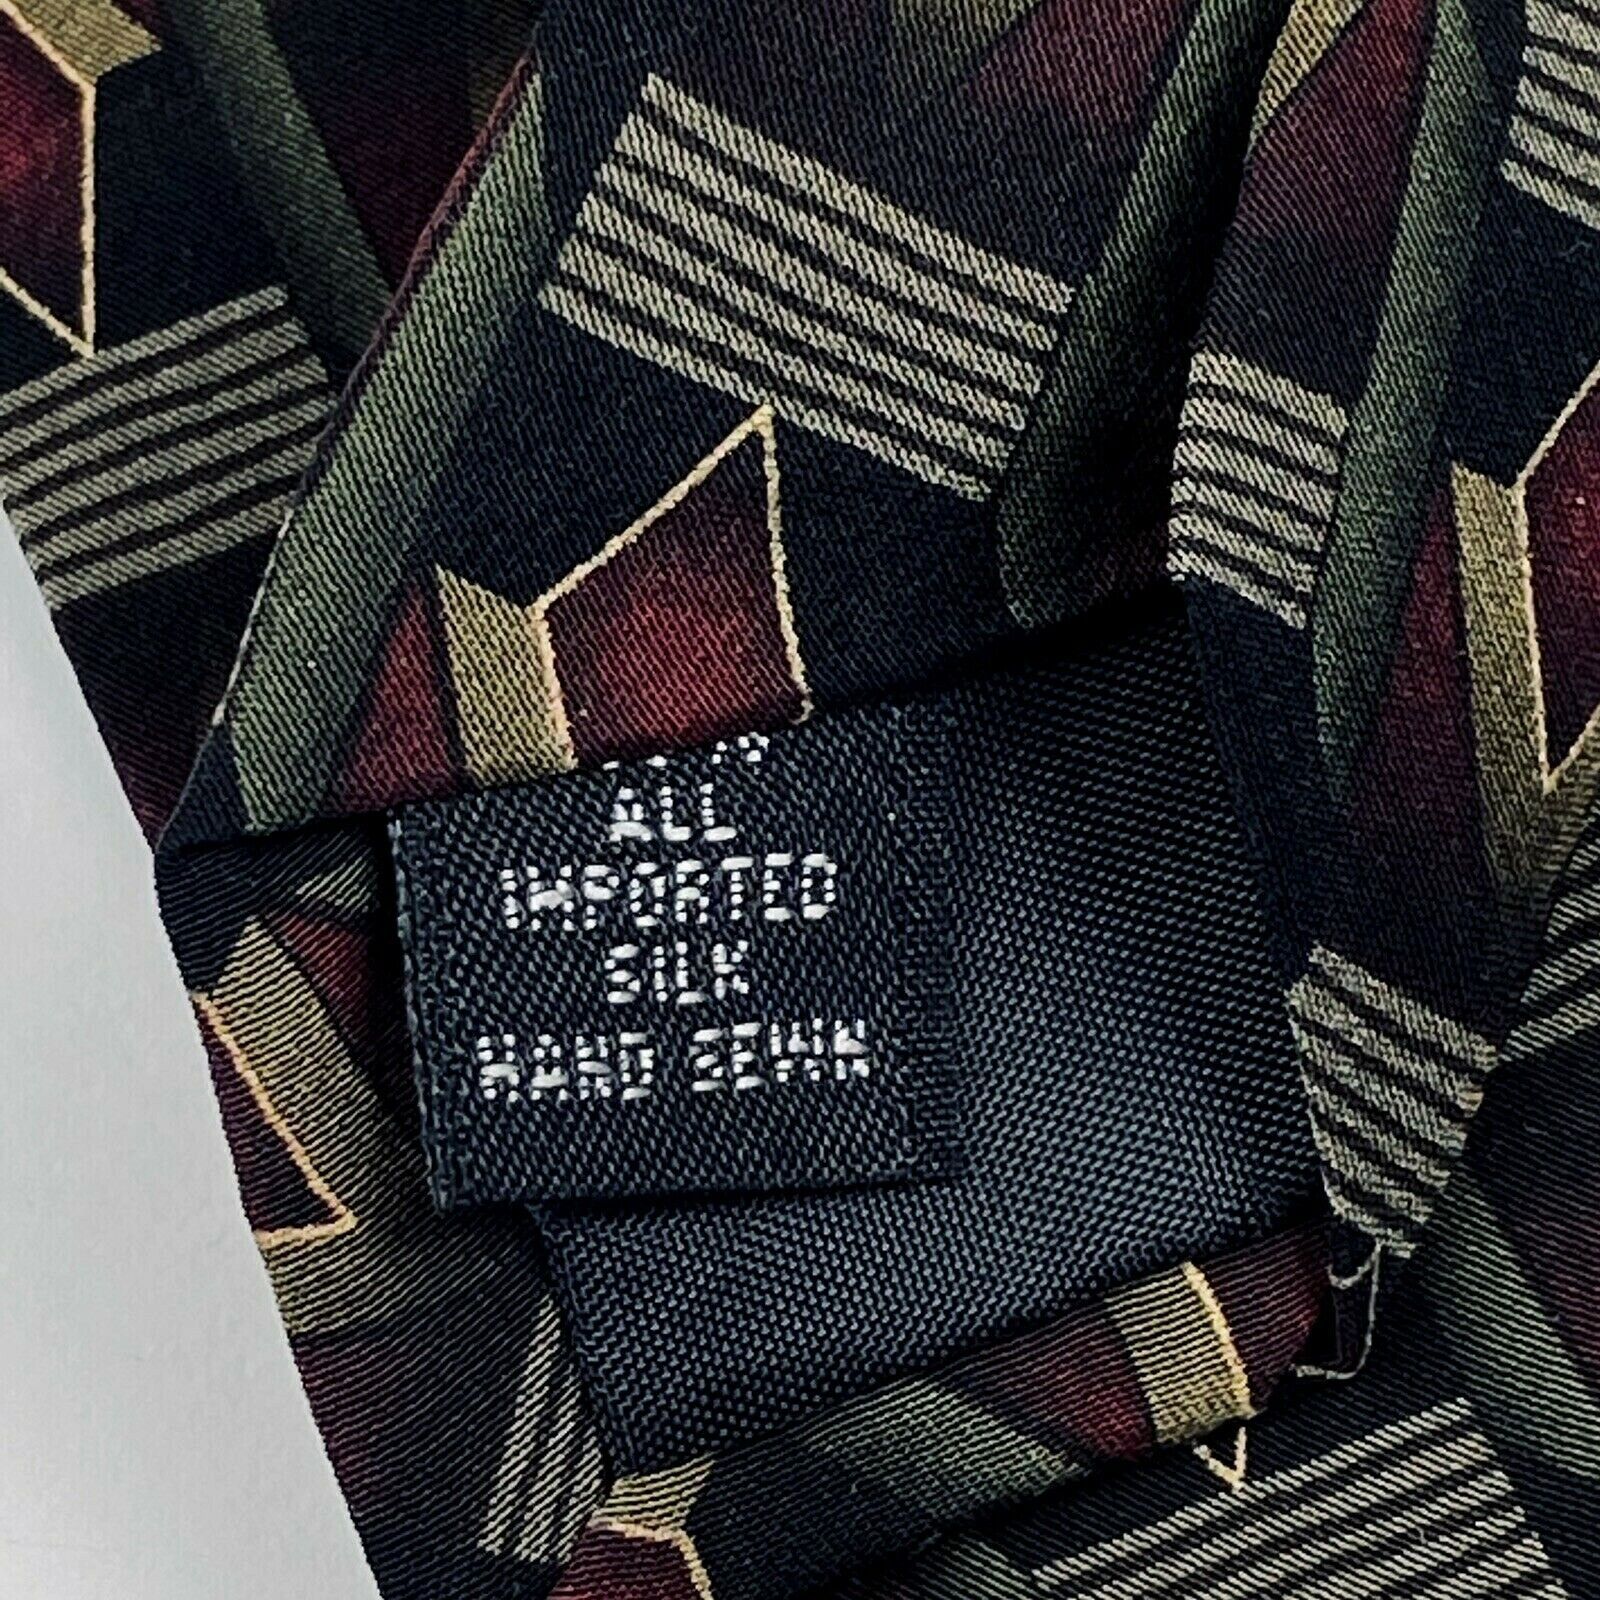 ALL
IMPORTED
SILK
HAND SEWN